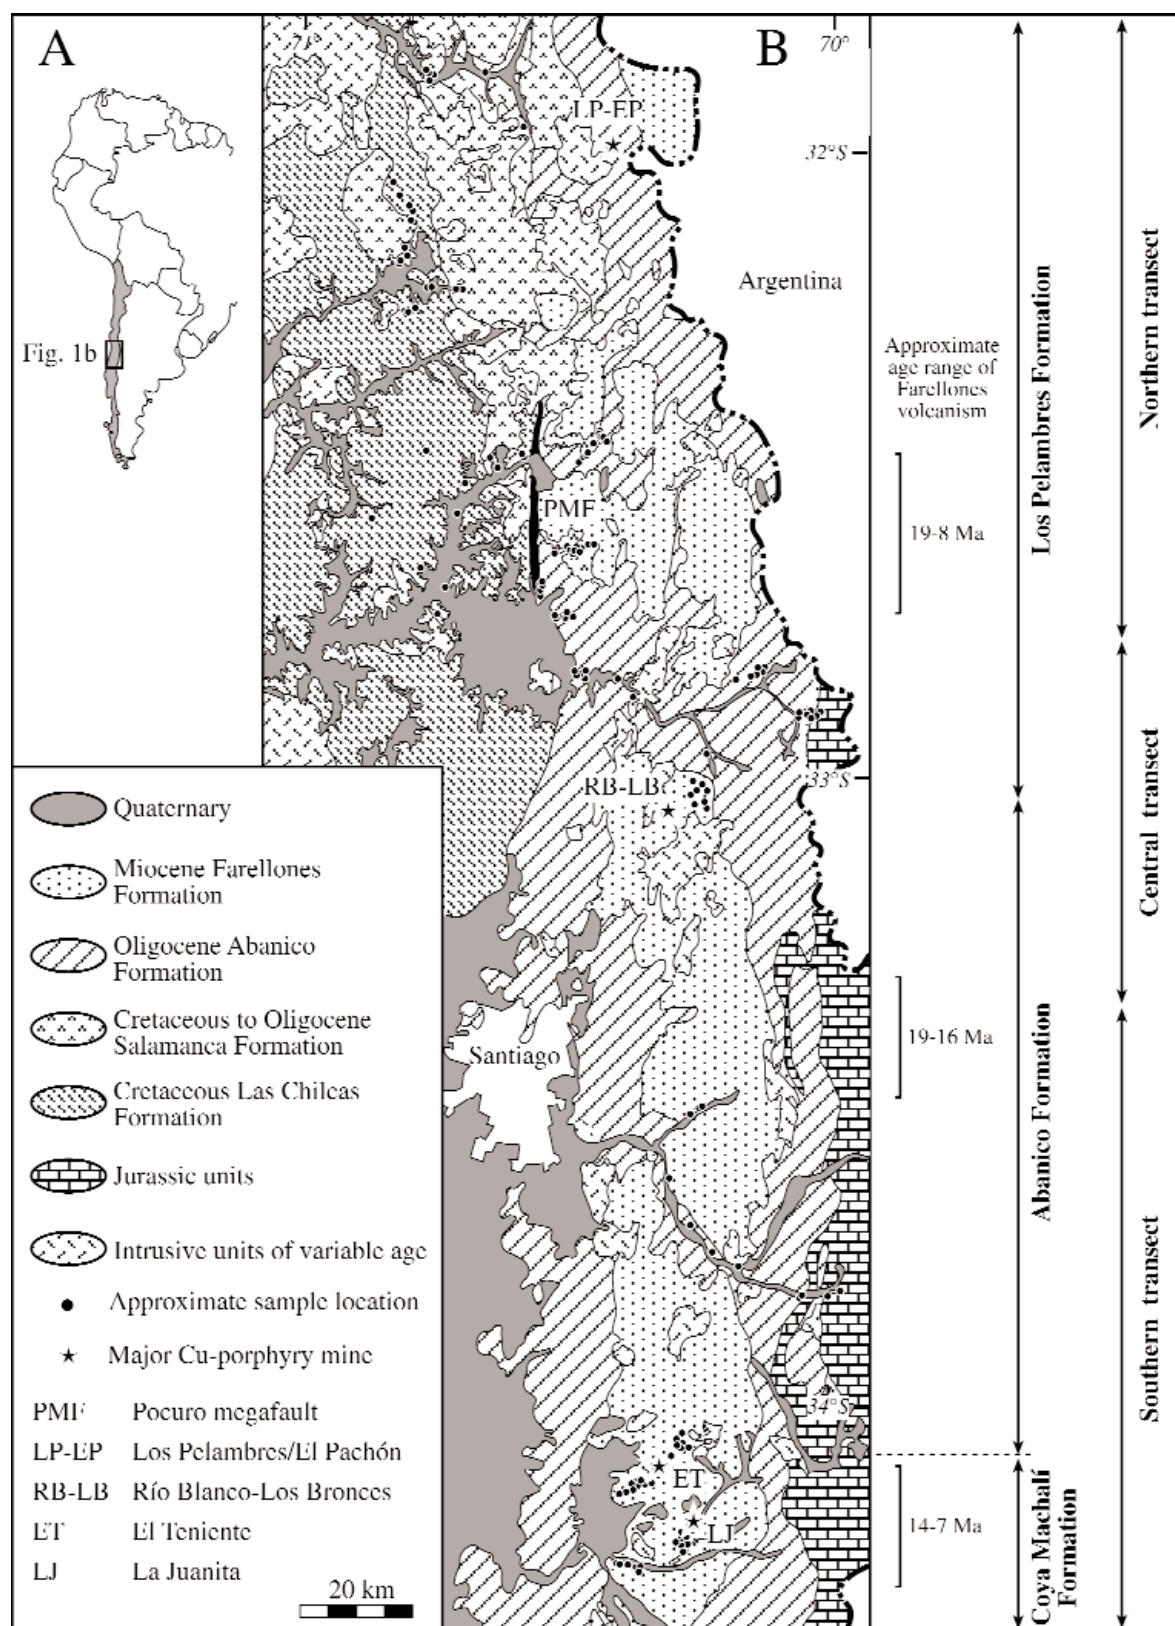 A
B
71°
70°
LP-EP
32°S
Argentina
Fig. 1b
Approximate
age range of
Farellones
volcanism
PMF
19-8 Ma
Los Pelambres Formation
Northern transect
33°S
RB-LB
Central transect
Quaternary
Miocene Farellones
Formation
Oligocene Abanico
Formation
Cretaceous to Oligocene
Salamanca Formation
Cretaceous Las Chilcas
Formation
Jurassic units
Intrusive units of variable age
Approximate sample location
Major Cu-porphyry mine
PMF Pocuro megafault
LP-EP Los Pelambres/El Pachón
RB-LB Río Blanco-Los Bronces
ET El Teniente
LJ La Juanita
20 km
Santiago
19-16 Ma
Abanico Formation
Southern transect
34°S
ET
LJ
14-7 Ma
Coya Machalí
Formation